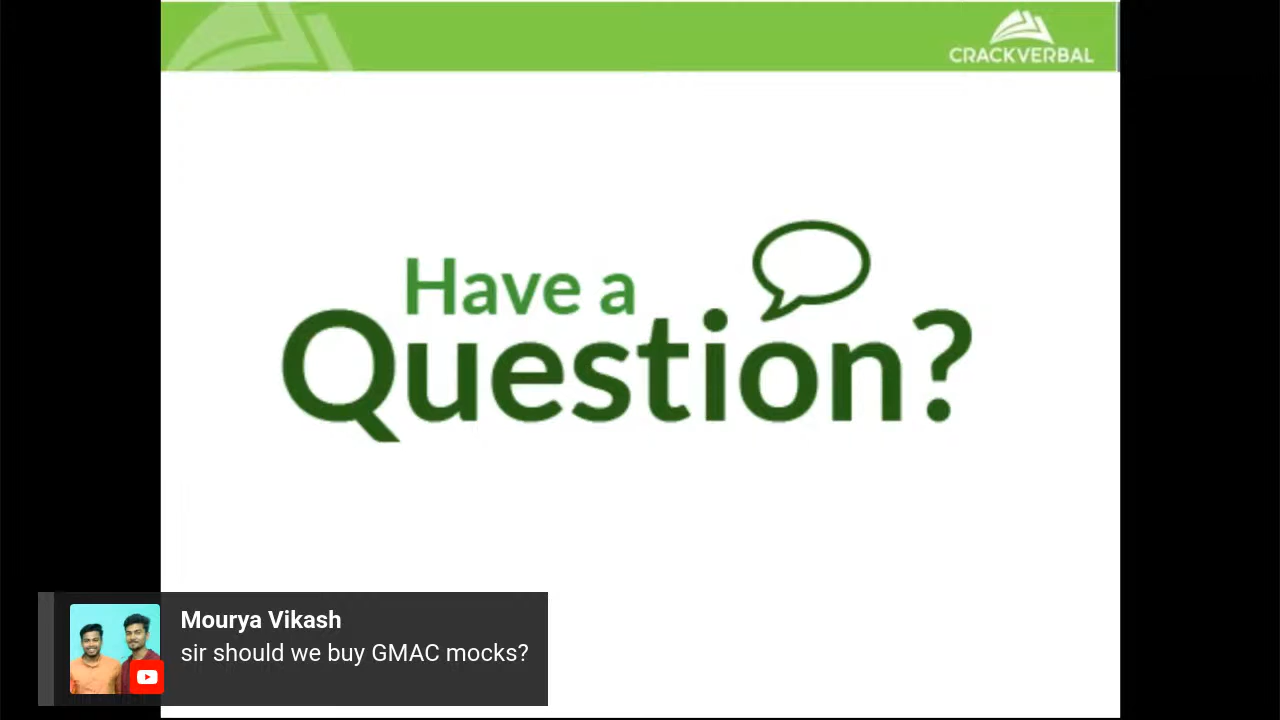 CRACKVERBAL
Have a
Question?
Mourya Vikash
sir should we buy GMAC mocks?